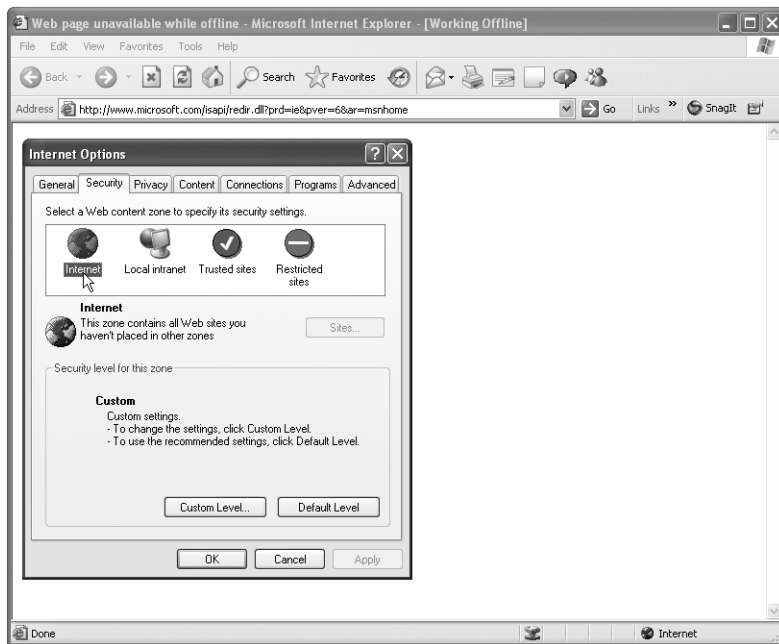 Web page unavailable while offline - Microsoft Internet Explorer - [Working Offline]
File Edit View Favorites Tools Help
Back Search Favorites
Address http://www.microsoft.com/isapi/redir.dll?prd=ie&pver=6&ar=msnhome Go Links » SnagIt
Internet Options
General Security Privacy Content Connections Programs Advanced
Select a Web content zone to specify its security settings.
Internet Local intranet Trusted sites Restricted
sites
Internet
This zone contains all Web sites you
haven't placed in other zones
Sites...
Security level for this zone
Custom
Custom settings.
- To change the settings, click Custom Level.
- To use the recommended settings, click Default Level.
Custom Level... Default Level
OK Cancel Apply
Done Internet